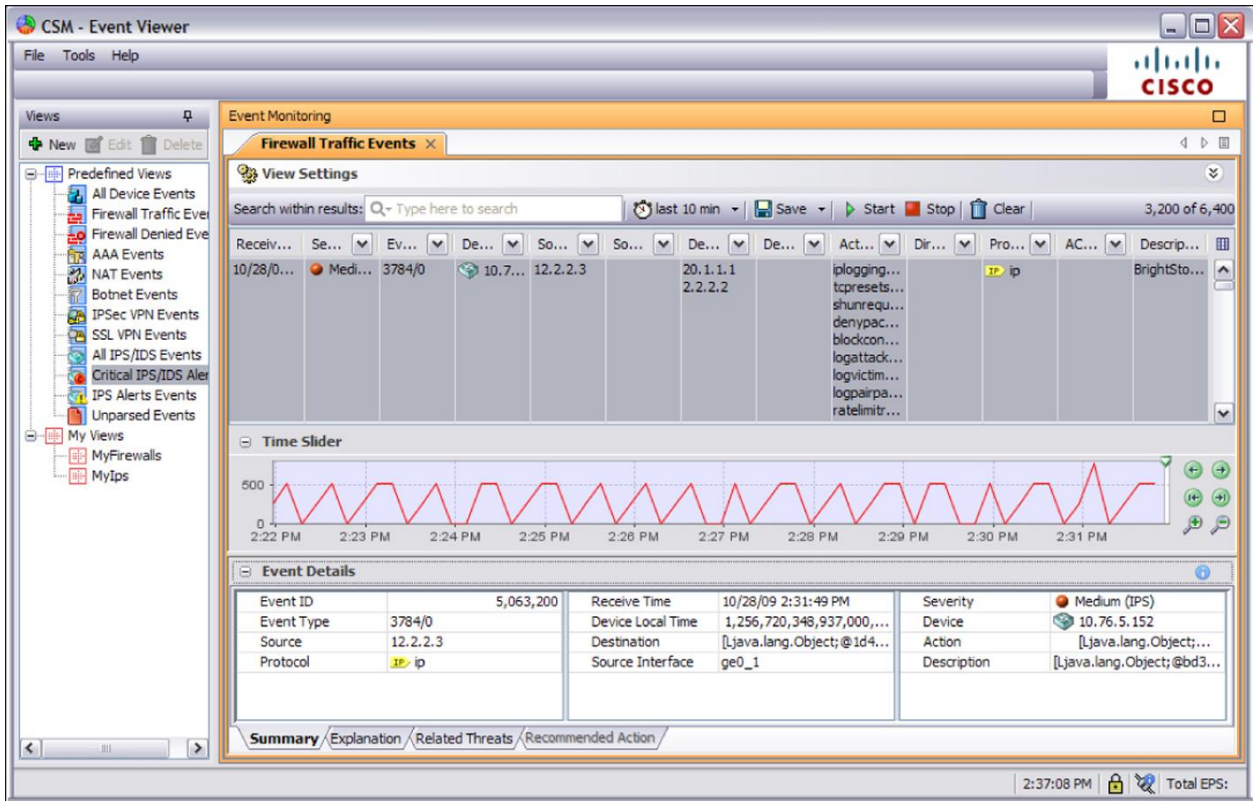 CSM - Event Viewer
File Tools Help
CISCO
Views
New Edit Delete
Predefined Views
All Device Events
Firewall Traffic Ever
Firewall Denied Eve
AAA Events
NAT Events
Botnet Events
IPSec VPN Events
SSL VPN Events
All IPS/IDS Events
Critical IPS/IDS Aler
IPS Alerts Events
Unparsed Events
My Views
MyFirewalls
MyIps
Event Monitoring
Firewall Traffic Events
View Settings
Search within results: Type here to search last 10 min Save Start Stop Clear 3,200 of 6,400
Receiv... Se... Ev... De... So... So... De... De... Act... Dir... Pro... AC... Descrip...
10/28/0... Medi... 3784/0 10.7... 12.2.2.3 20.1.1.1 iplogging... IP ip BrightSto...
2.2.2.2 tcpresets...
shunrequ...
denypac...
blockcon...
logattack...
logvictim...
logpairpa...
ratelimitr...
Time Slider
500
0
2:22 PM 2:23 PM 2:24 PM 2:25 PM 2:26 PM 2:27 PM 2:28 PM 2:29 PM 2:30 PM 2:31 PM
Event Details
Event ID 5,063,200 Receive Time 10/28/09 2:31:49 PM Severity Medium (IPS)
Event Type 3784/0 Device Local Time 1,256,720,348,937,000,... Device 10.76.5.152
Source 12.2.2.3 Destination [Ljava.lang.Object;@1d4... Action [Ljava.lang.Object;...
Protocol IP ip Source Interface ge0_1 Description [Ljava.lang.Object;@bd3...
Summary Explanation Related Threats Recommended Action
2:37:08 PM Total EPS: